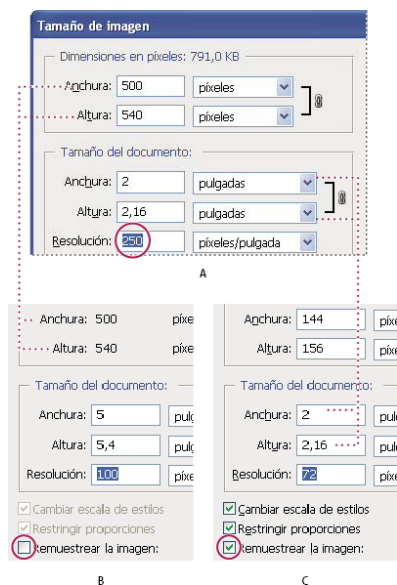 Tamaño de imagen
Dimensiones en píxeles: 791,0 KB
Anchura: 500 píxeles
Altura: 540 píxeles
Tamaño del documento:
Anchura: 2 pulgadas
Altura: 2,16 pulgadas
Resolución: 250 píxeles/pulgada
A
Anchura: 500 píxe
Altura: 540 píxe
Tamaño del documento:
Anchura: 5 pulg
Altura: 5,4 pulg
Resolución: 100 píxe
Cambiar escala de estilos
Restringir proporciones
Remuestrear la imagen:
B
Anchura: 144 píxe
Altura: 156 píxe
Tamaño del documento:
Anchura: 2 pul
Altura: 2,16 pul
Resolución: 72 píxe
Cambiar escala de estilos
Restringir proporciones
Remuestrear la imagen:
C